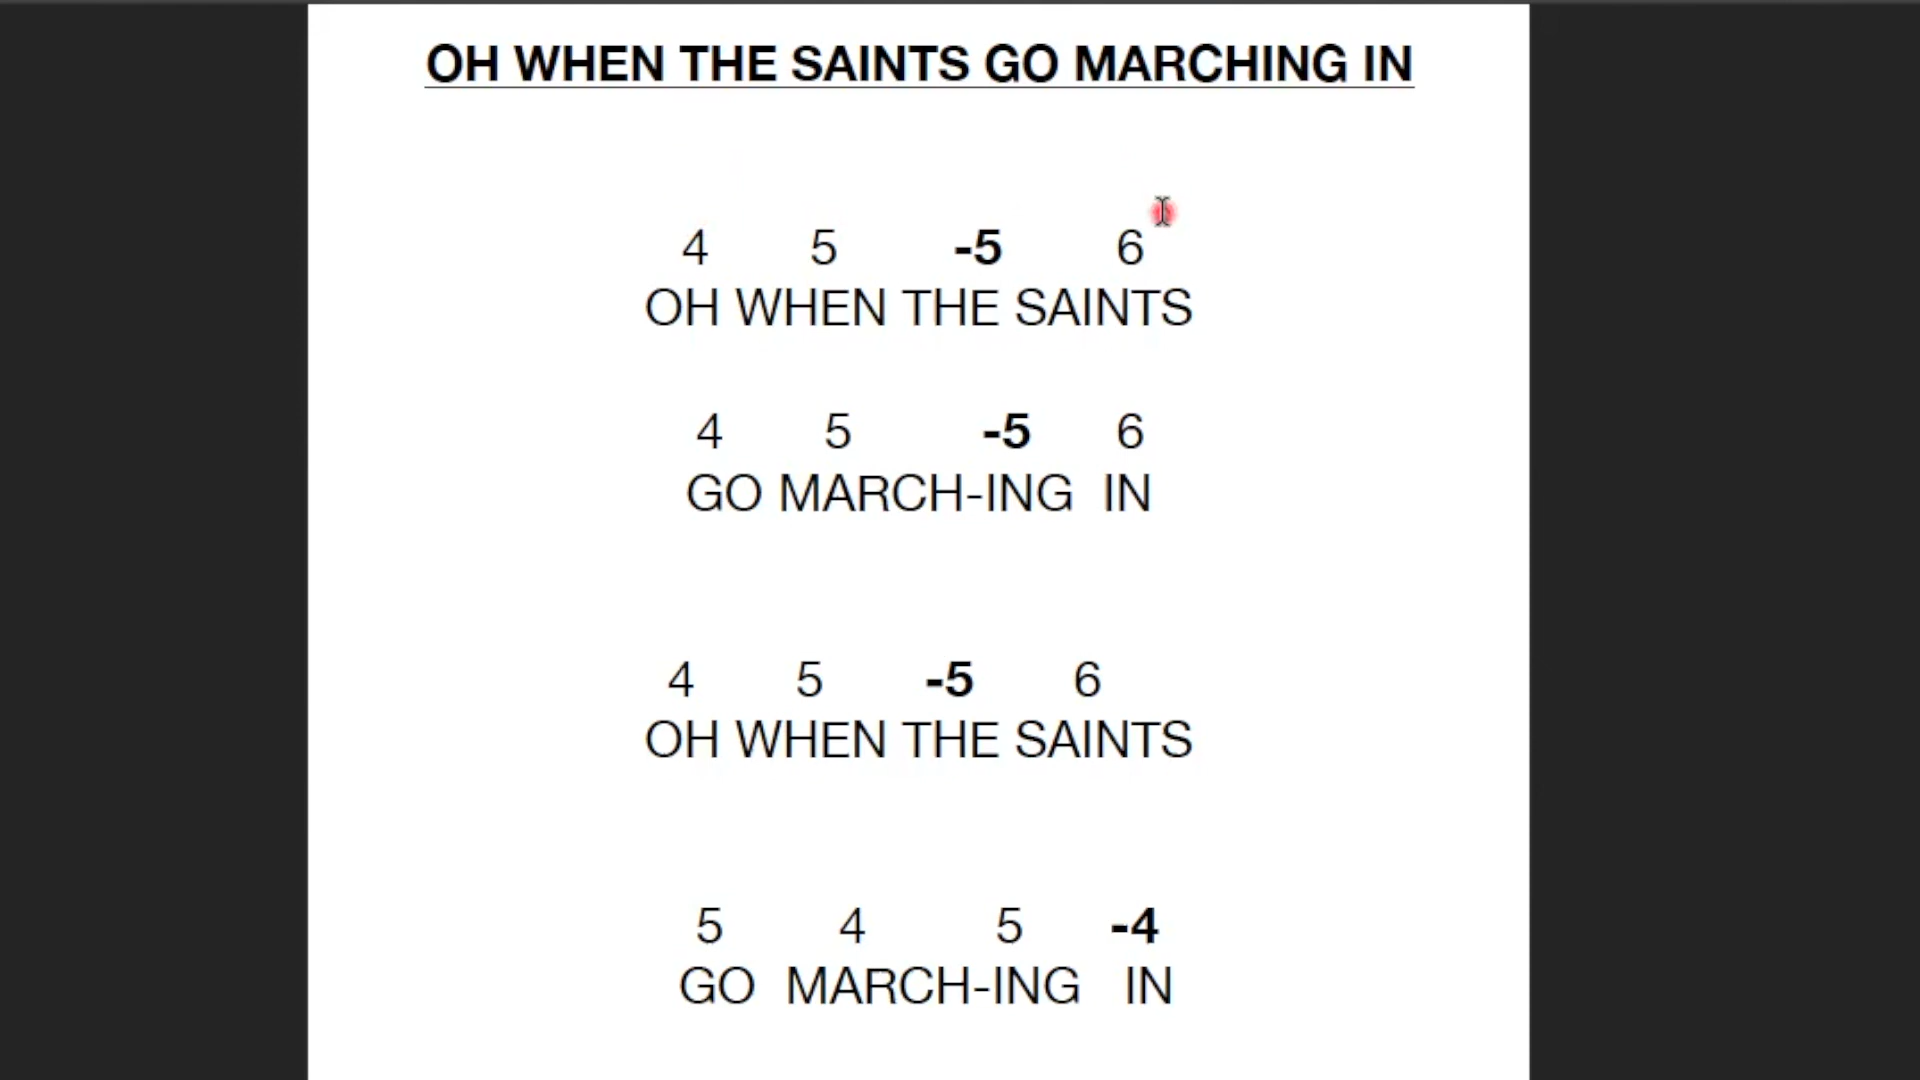 OH WHEN THE SAINTS GO MARCHING IN
4 5 -5 6
OH WHEN THE SAINTS
4 5 -5 6
GO MARCH-ING IN
4 5 -5 6
OH WHEN THE SAINTS
5 4 5 -4
GO MARCH-ING IN